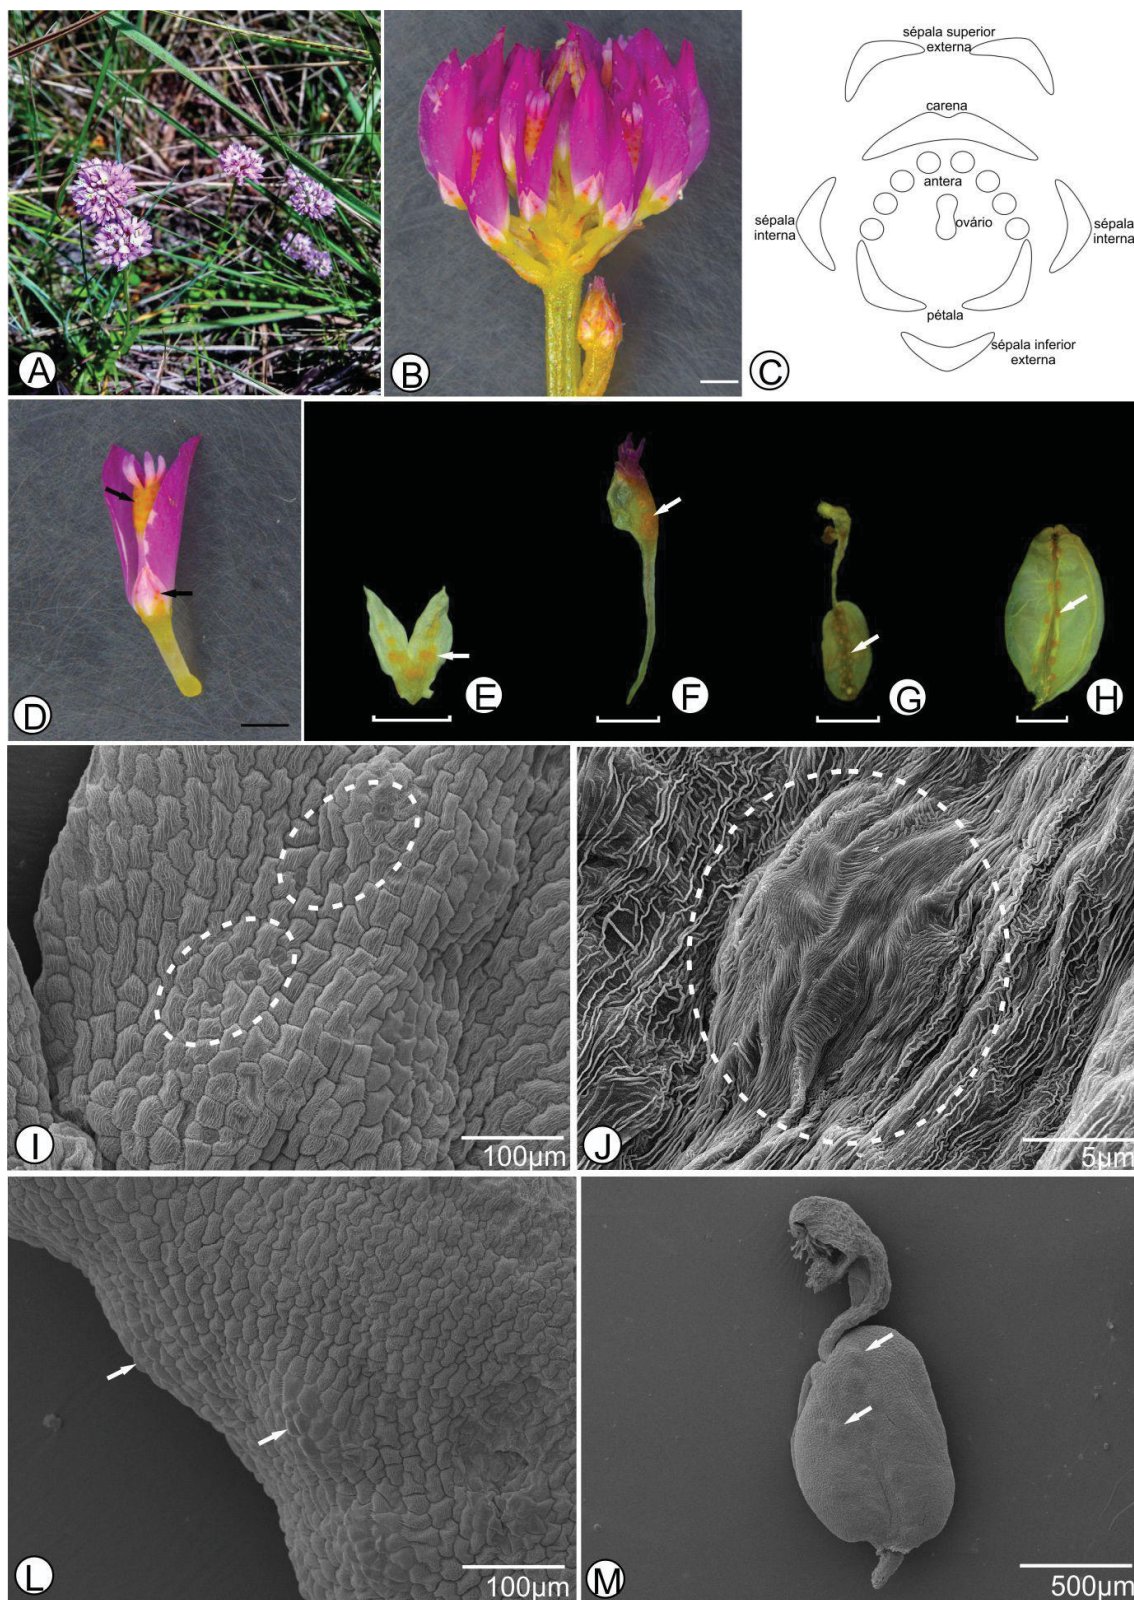 A
B
sépala superior
externa
carena
antera
ovário
sépala
interna
sépala
interna
pétala
sépala inferior
externa
C
D
E
F
G
H
I
100µm
J
5µm
L
100µm
M
500µm